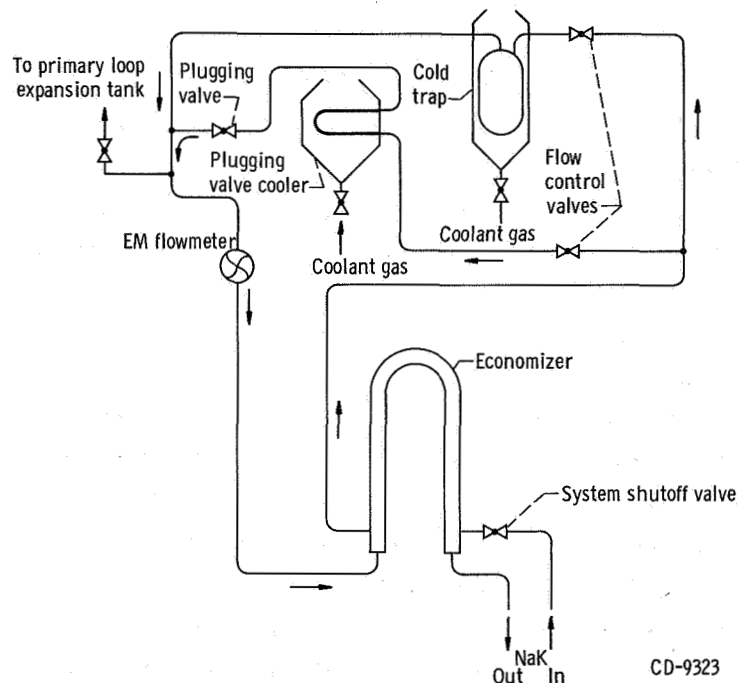 To primary loop
expansion tank
Plugging
valve
Cold
trap
Plugging
valve cooler
Flow
control
valves
Coolant gas
EM flowmeter
Coolant gas
Economizer
System shutoff valve
NaK
Out In
CD-9323